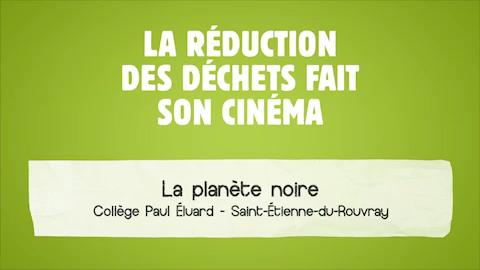 LA RÉDUCTION
DES DÉCHETS FAIT
SON CINÉMA
La planète noire
Collège Paul Éluard - Saint-Étienne-du-Rouvray